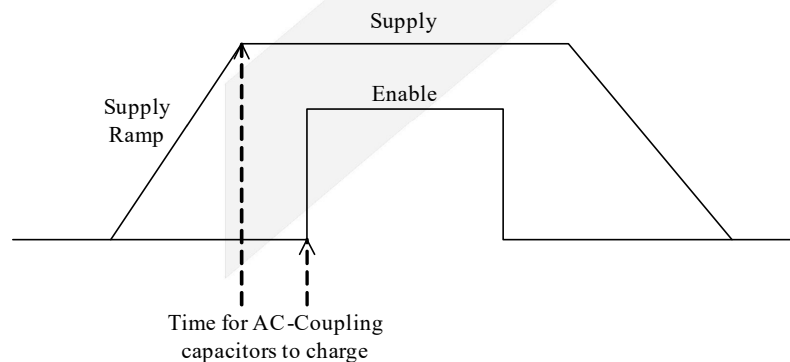 Supply
Enable
Supply
Ramp
Time for AC-Coupling
capacitors to charge